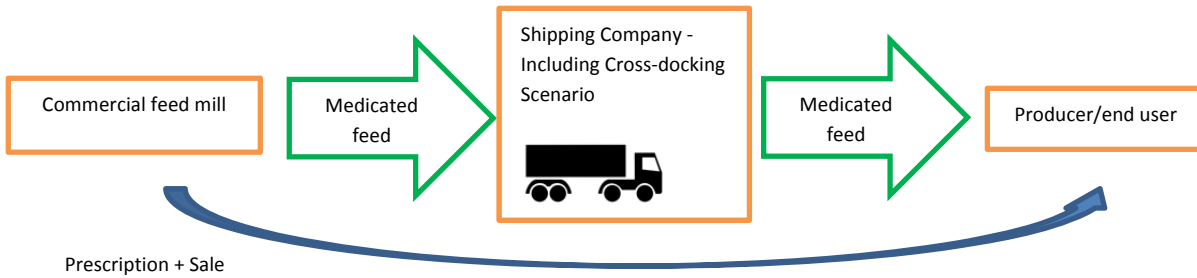 Commercial feed mill
Medicated
feed
Shipping Company -
Including Cross-docking
Scenario
Medicated
feed
Producer/end user
Prescription + Sale